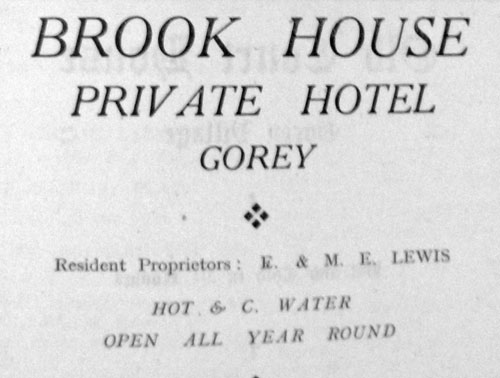 BROOK HOUSE
PRIVATE HOTEL
GOREY
Resident Proprietors: E. & M. E. LEWIS
HOT & C. WATER
OPEN ALL YEAR ROUND